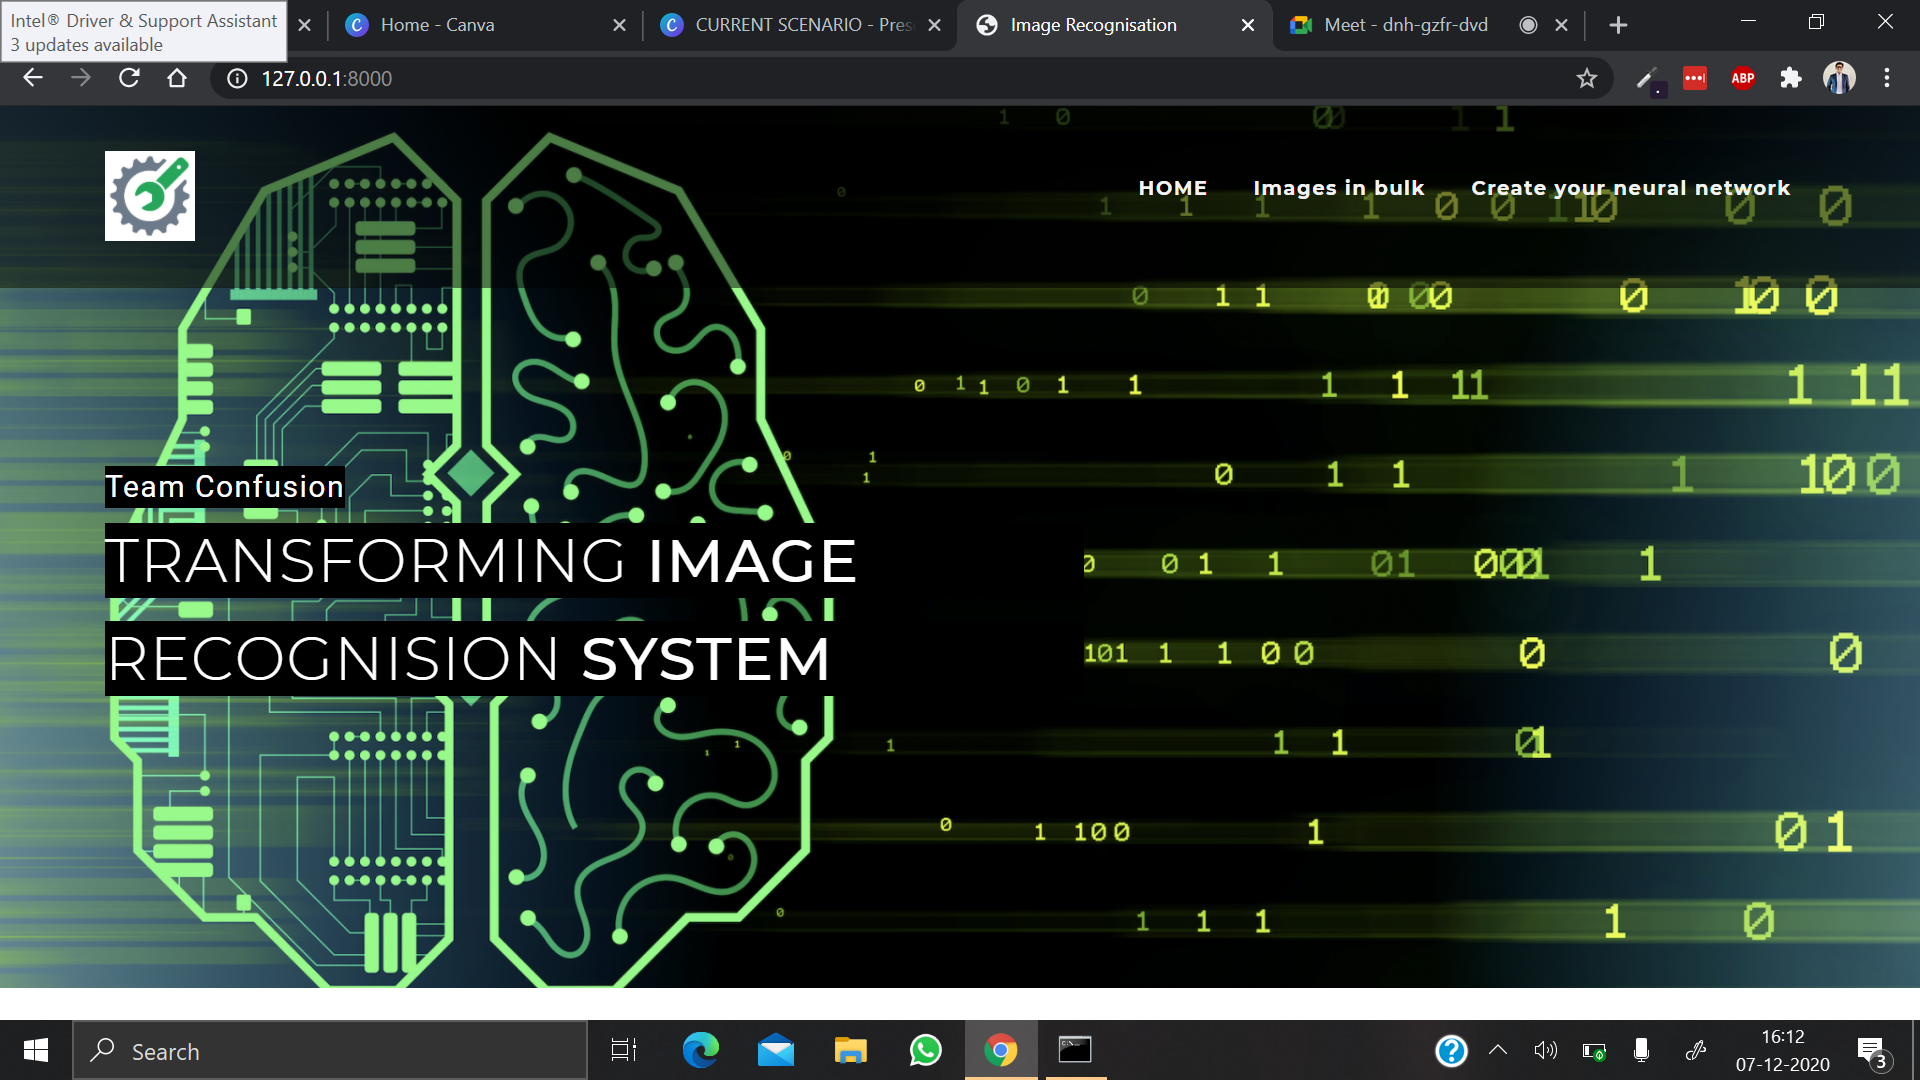 Intel® Driver & Support Assistant
3 updates available
Home - Canva
CURRENT SCENARIO - Pres
Image Recognisation
Meet - dnh-gzfr-dvd
127.0.0.1:8000
ABP
HOME
Images in bulk
Create your neural network
Team Confusion
TRANSFORMING IMAGE
RECOGNISION SYSTEM
Search
16:12
07-12-2020
3